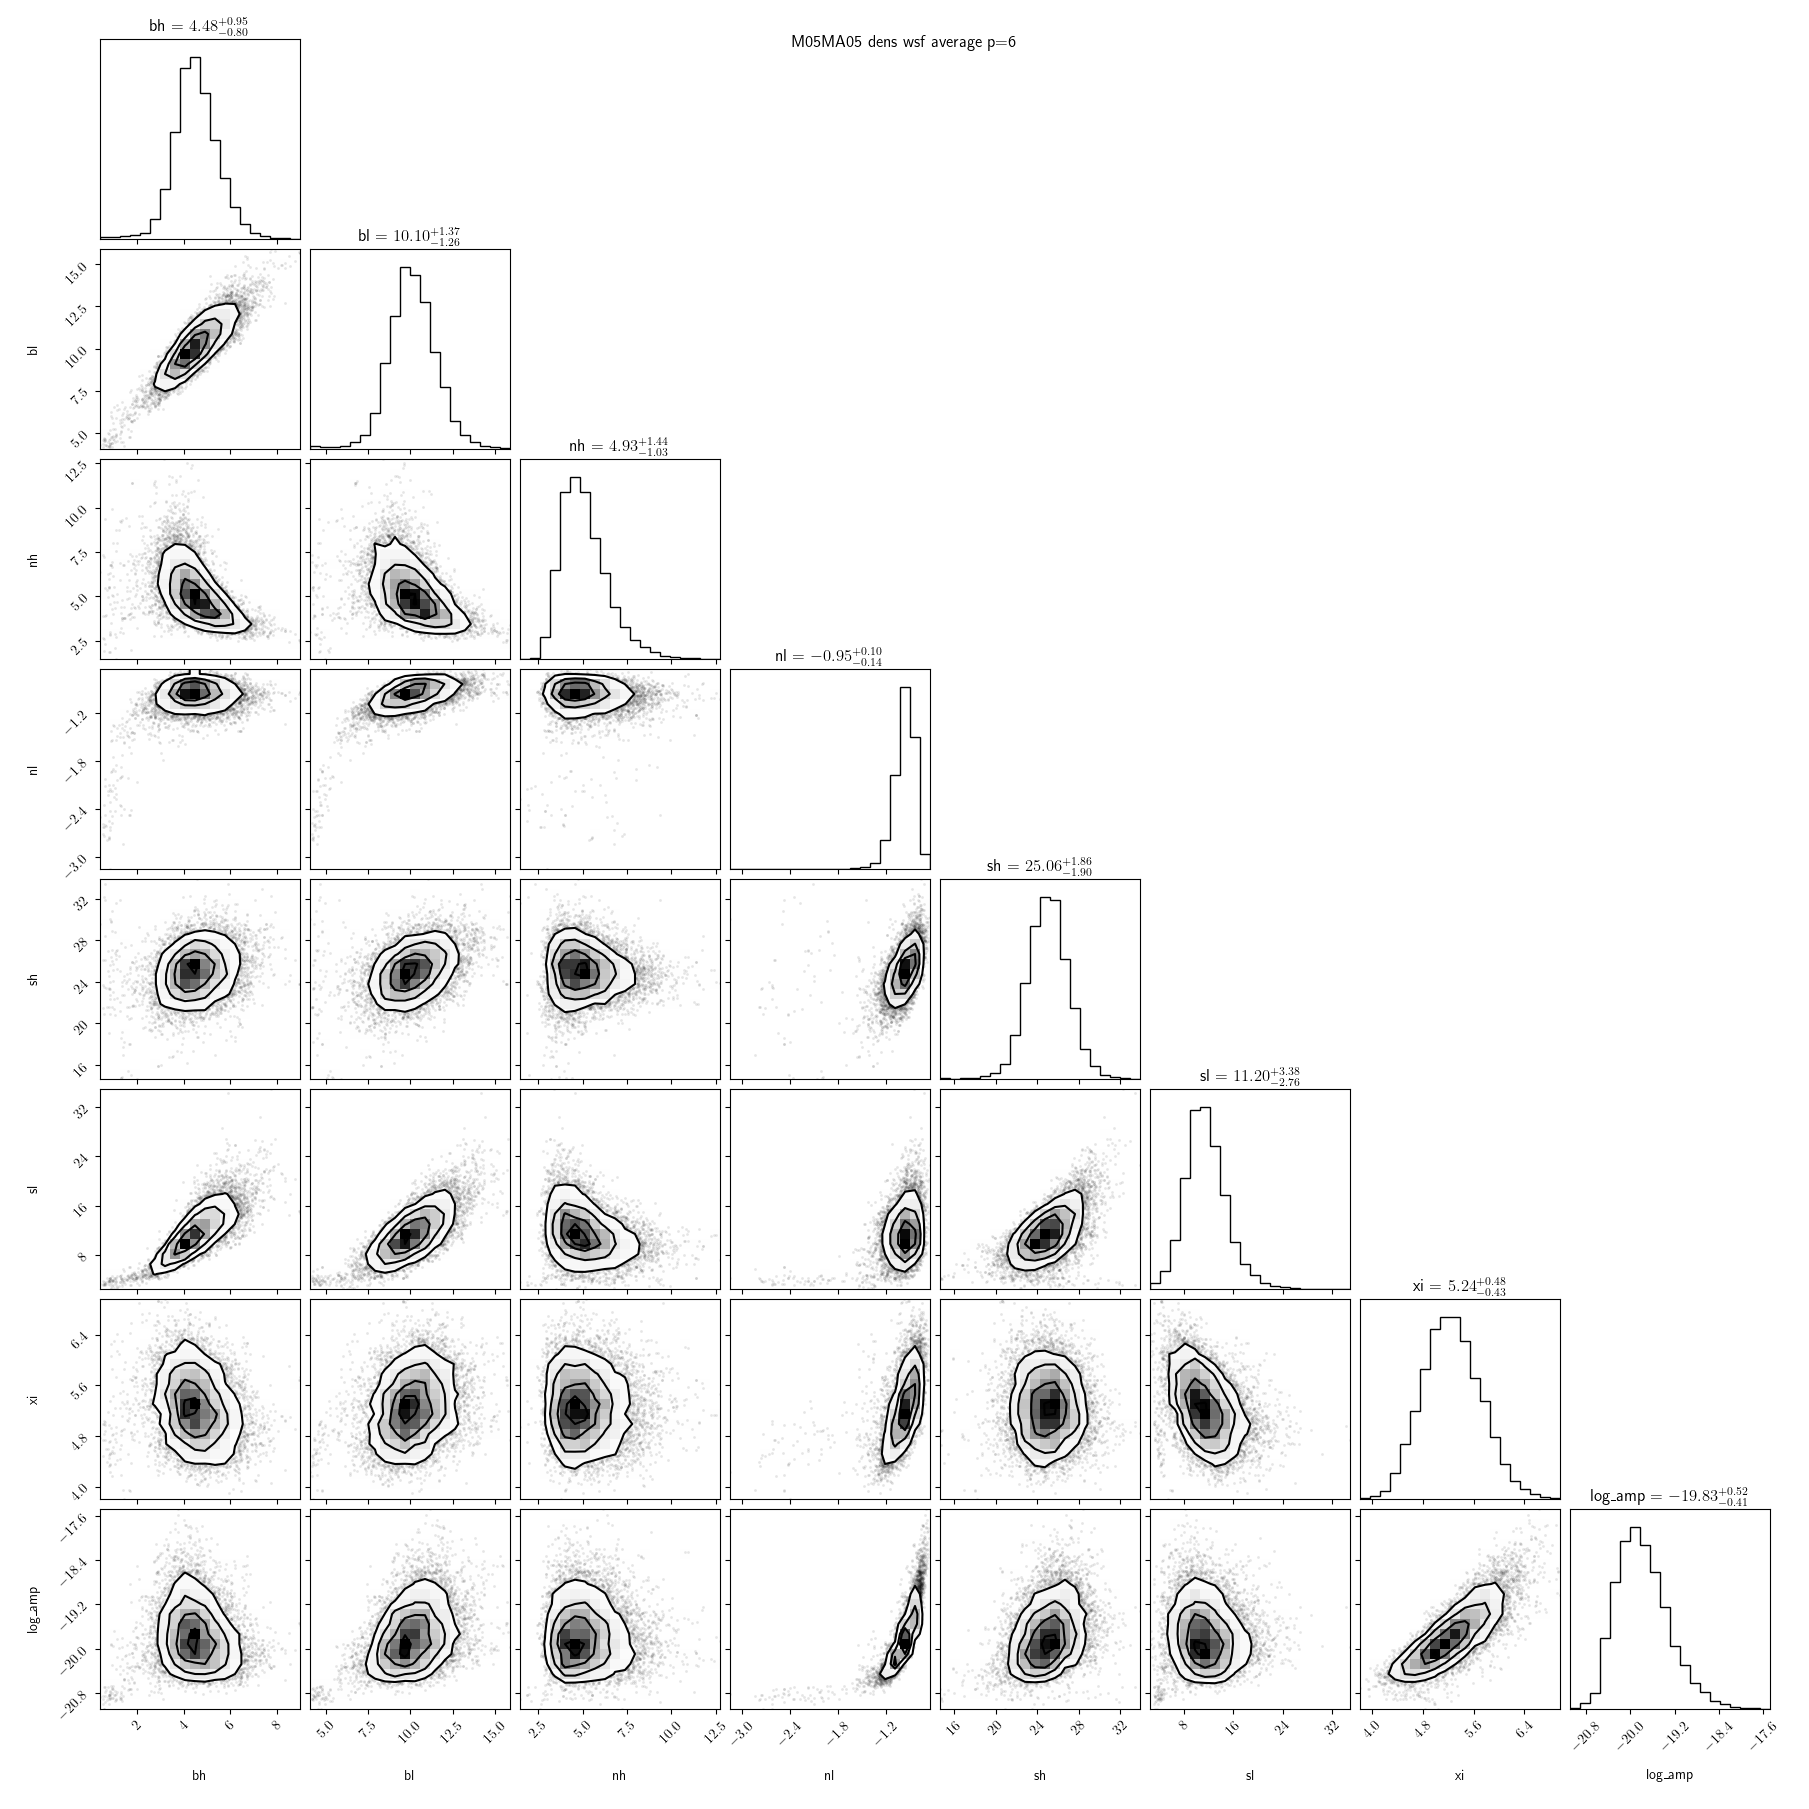 M05MA05 dens wsf average p=6
bh = 4.48 +0.95 −0.80
bl = 10.10 +1.37 −1.26
bl
15.0
12.5
10.0
7.5
5.0
nh = 4.93 +1.44 −1.03
nh
12.5
10.0
7.5
5.0
2.5
nl = −0.95 +0.10 −0.14
nl
−1.2
−1.8
−2.4
−3.0
sh = 25.06 +1.86 −1.90
sh
32
28
24
20
16
sl = 11.20 +3.38 −2.76
sl
32
24
16
8
xi = 5.24 +0.48 −0.43
xi
6.4
5.6
4.8
4.0
log_amp = −19.83 +0.52 −0.41
log_amp
−17.6
−18.4
−19.2
−20.0
−20.8
2 4 6 8
5.0 7.5 10.0 12.5 15.0
2.5 5.0 7.5 10.0 12.5
−3.0 −2.4 −1.8 −1.2
16 20 24 28 32
8 16 24 32
4.0 4.8 5.6 6.4
−20.8 −20.0 −19.2 −18.4 −17.6
bh bl nh nl sh sl xi log_amp